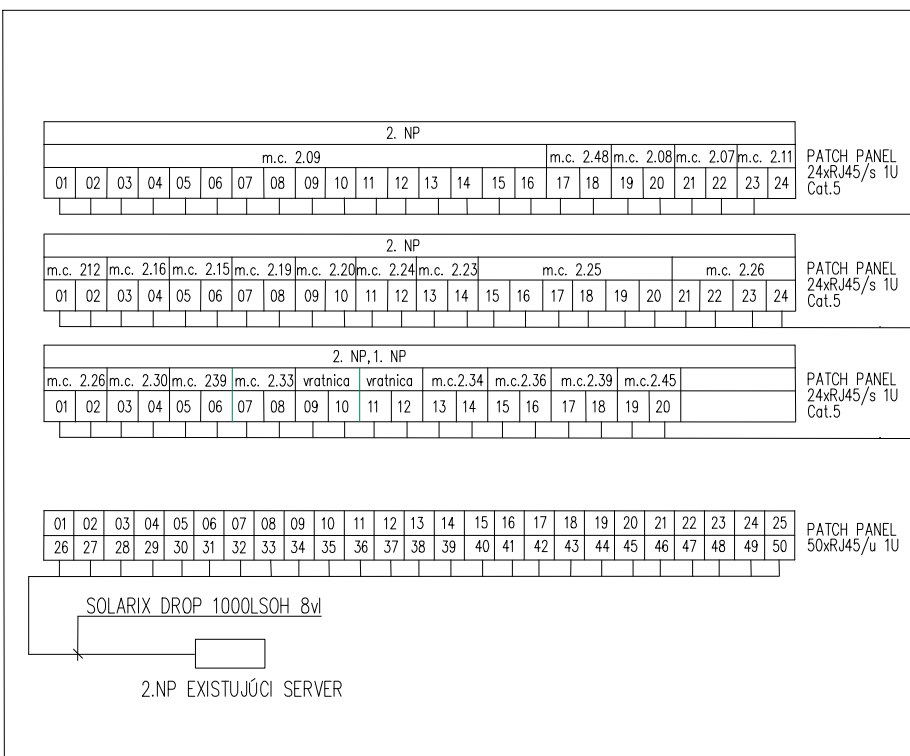 2. NP
m.c. 2.09 m.c. 2.48 m.c. 2.08 m.c. 2.07 m.c. 2.11
01 02 03 04 05 06 07 08 09 10 11 12 13 14 15 16 17 18 19 20 21 22 23 24
PATCH PANEL
24xRJ45/s 1U
Cat.5
2. NP
m.c. 212 m.c. 2.16 m.c. 2.15 m.c. 2.19 m.c. 2.20 m.c. 2.24 m.c. 2.23 m.c. 2.25 m.c. 2.26
01 02 03 04 05 06 07 08 09 10 11 12 13 14 15 16 17 18 19 20 21 22 23 24
PATCH PANEL
24xRJ45/s 1U
Cat.5
2. NP,1. NP
m.c. 2.26 m.c. 2.30 m.c. 239 m.c. 2.33 vratnica vratnica m.c.2.34 m.c.2.36 m.c.2.39 m.c.2.45
01 02 03 04 05 06 07 08 09 10 11 12 13 14 15 16 17 18 19 20
PATCH PANEL
24xRJ45/s 1U
Cat.5
01 02 03 04 05 06 07 08 09 10 11 12 13 14 15 16 17 18 19 20 21 22 23 24 25
26 27 28 29 30 31 32 33 34 35 36 37 38 39 40 41 42 43 44 45 46 47 48 49 50
PATCH PANEL
50xRJ45/u 1U
SOLARIX DROP 1000LSOH 8vl
2.NP EXISTUJÚCI SERVER